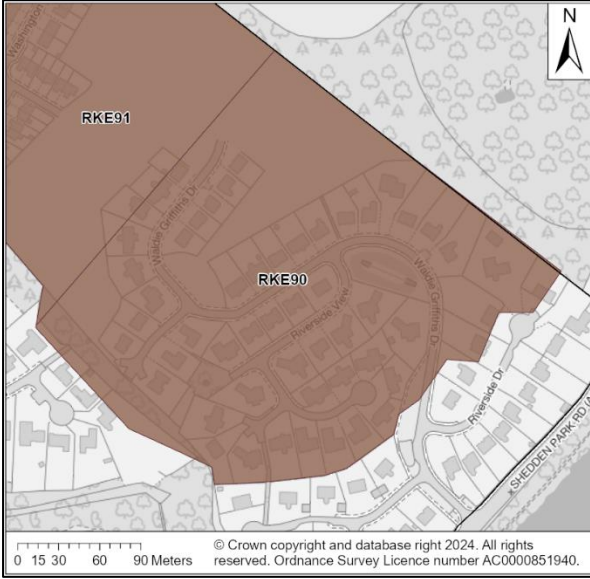 N
Washington
RKE91
Waldie Griffiths Dr
RKE90
Waldie Griffiths Dr
Riverside View
Riverside Dr
SHEDDEN PARK RD (A
0 15 30 60 90 Meters
© Crown copyright and database right 2024. All rights
reserved. Ordnance Survey Licence number AC0000851940.